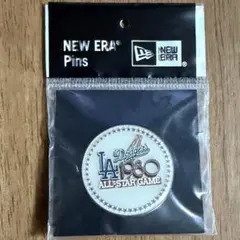 NEW ERA®
Pins
NEW ERA
Dodgers
LA 1980
ALL★STAR GAME